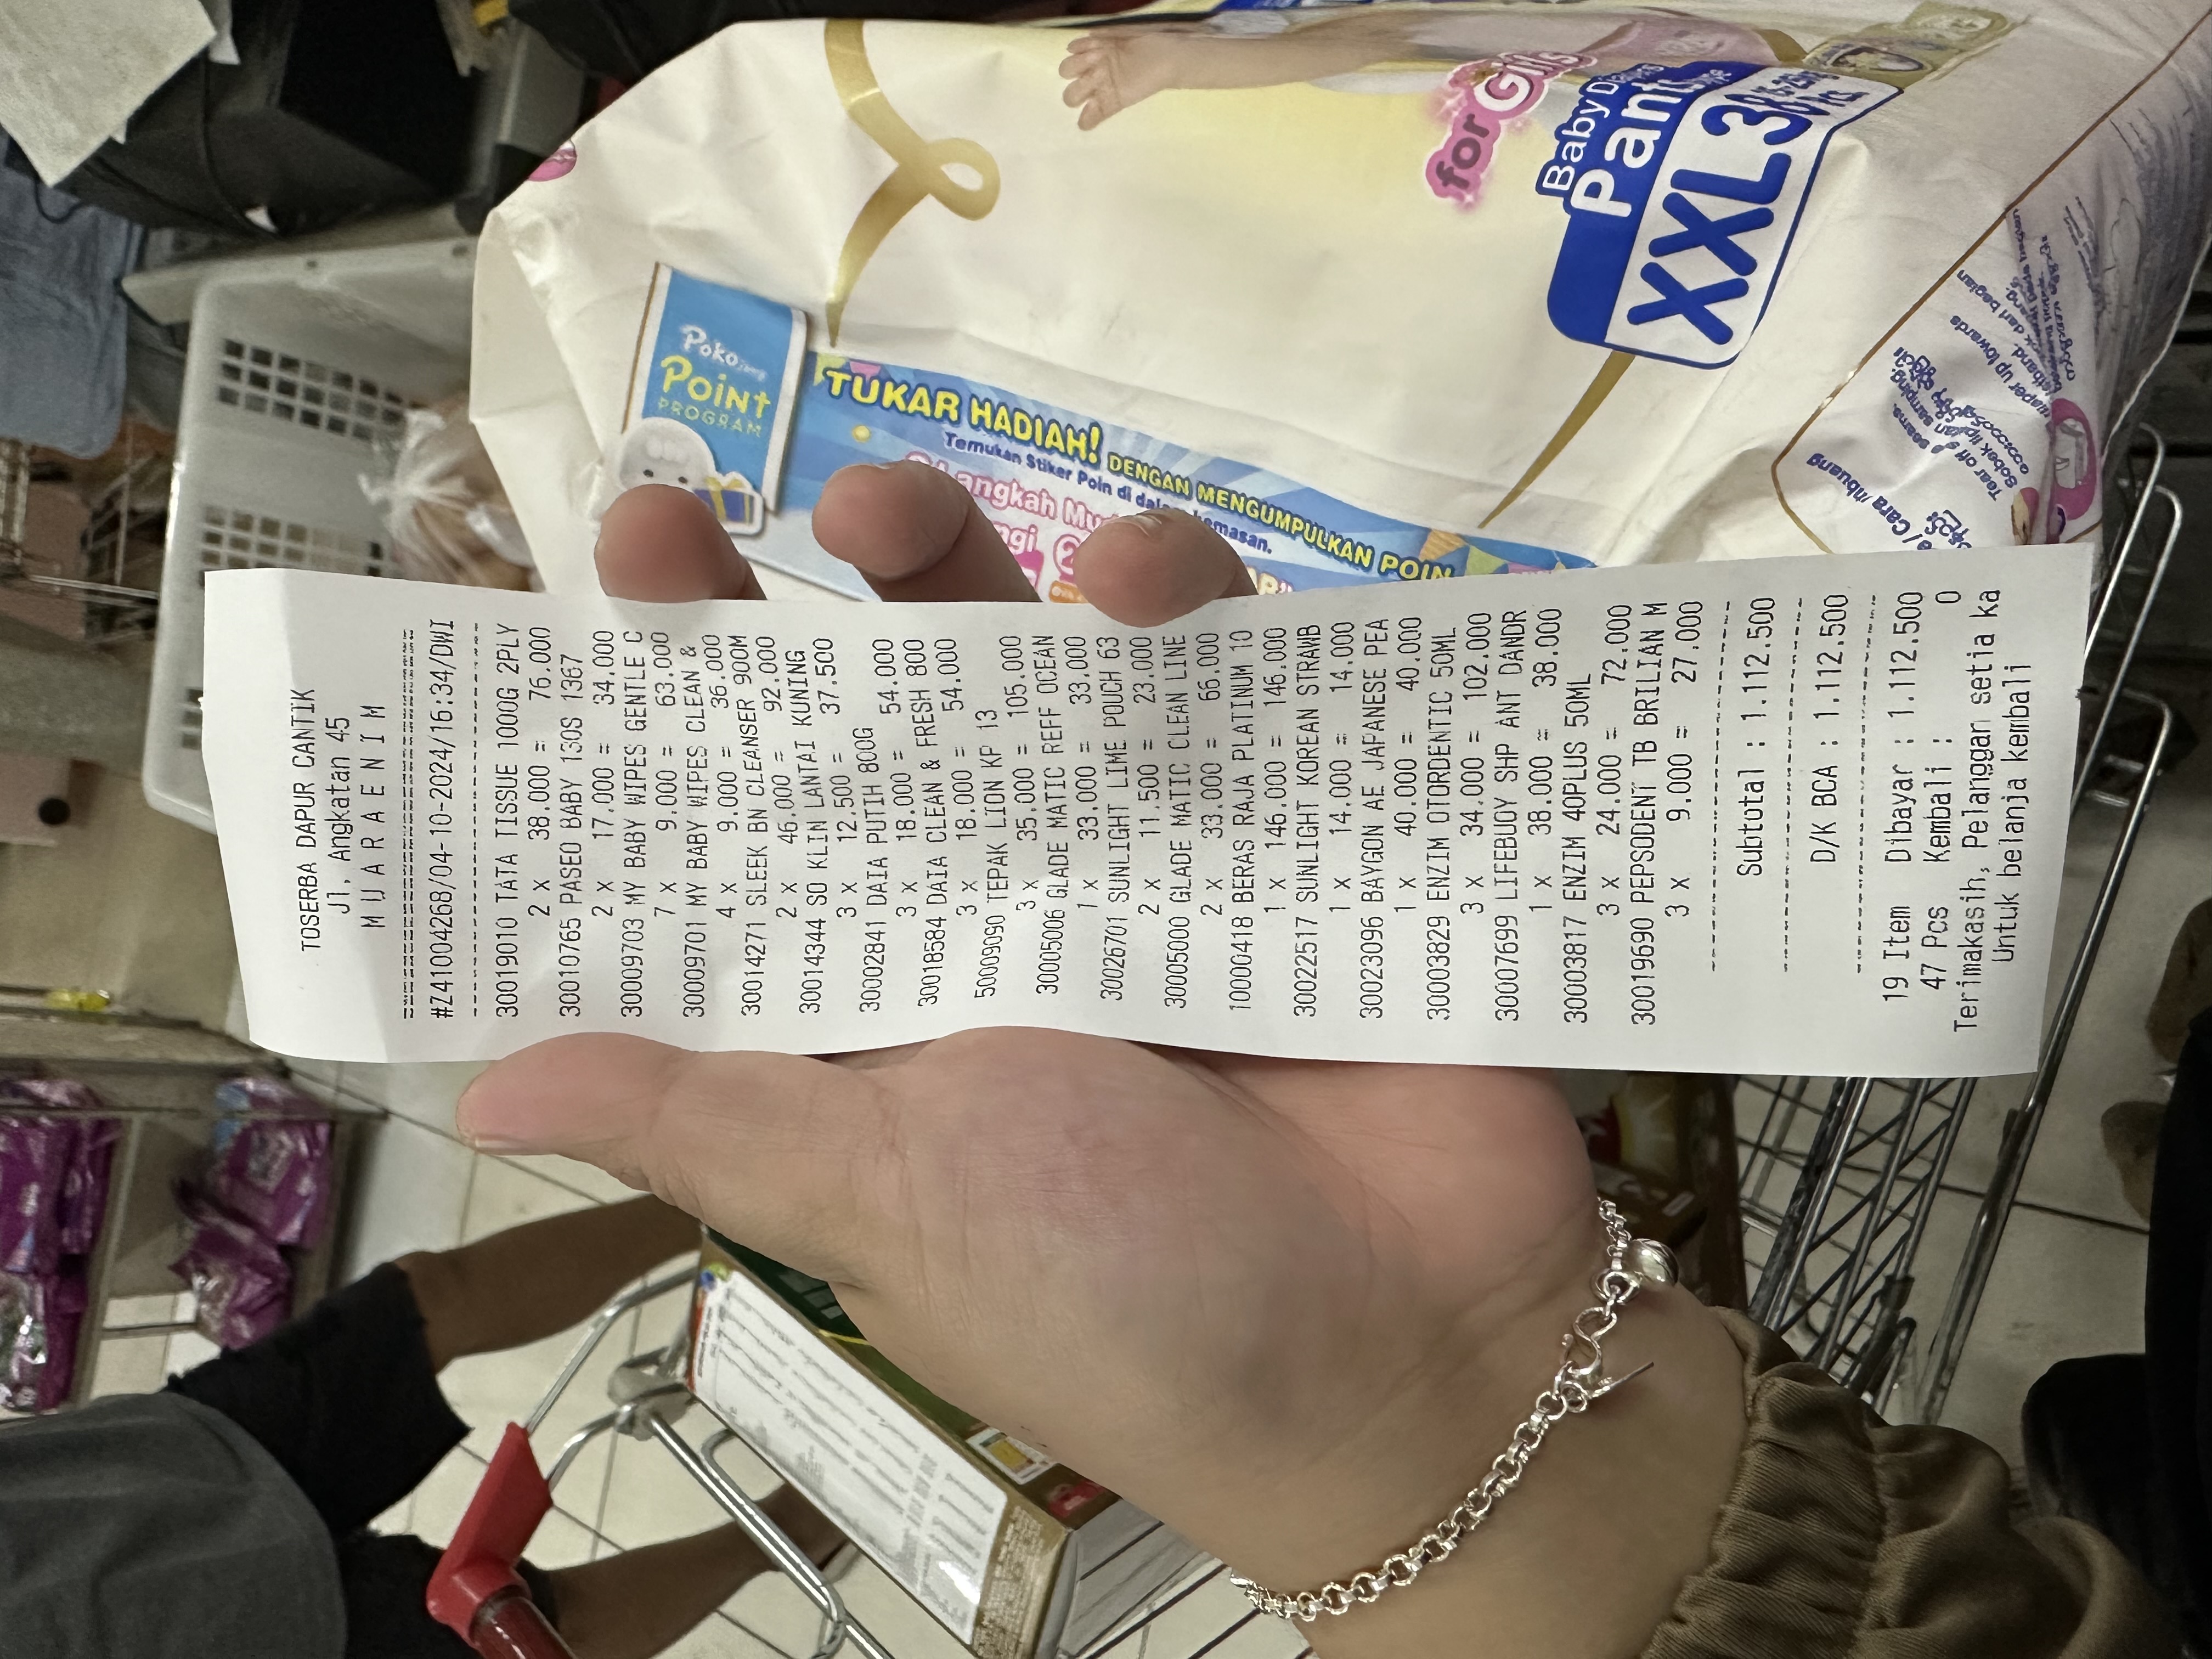 TOSERBA DAPUR CANTIK
Jl. Angkatan 45
M U A R A E N I M
#Z41004268/04-10-2024/16:34/DWI
30019010 TATA TISSUE 1000G 2PLY
2 x 38.000 = 76.000
30010765 PASEO BABY 130S 1367
2 x 17.000 = 34.000
30009703 MY BABY WIPES GENTLE C
7 x 9.000 = 63.000
30009701 MY BABY WIPES CLEAN &
4 x 9.000 = 36.000
30014271 SLEEK BN CLEANSER 900M
2 x 46.000 = 92.000
30014344 SO KLIN LANTAI KUNING
3 x 12.500 = 37.500
30002841 DAIA PUTIH 800G
3 x 18.000 = 54.000
30018584 DAIA CLEAN & FRESH 800
3 x 18.000 = 54.000
50009090 TEPAK LION KP 13
3 x 35.000 = 105.000
30005006 GLADE MATIC REFF OCEAN
1 x 33.000 = 33.000
30026701 SUNLIGHT LIME POUCH 63
2 x 11.500 = 23.000
30005000 GLADE MATIC CLEAN LINE
2 x 33.000 = 66.000
10000418 BERAS RAJA PLATINUM 10
1 x 146.000 = 146.000
30022517 SUNLIGHT KOREAN STRAWB
1 x 14.000 = 14.000
30023096 BAYGON AE JAPANESE PEA
1 x 40.000 = 40.000
30003829 ENZIM OTORDENTIC 50ML
3 x 34.000 = 102.000
30007699 LIFEBUOY SHP ANT DANDR
1 x 38.000 = 38.000
30003817 ENZIM 40PLUS 50ML
3 x 24.000 = 72.000
30019690 PEPSODENT TB BRILIAN M
3 x 9.000 = 27.000
Subtotal : 1.112.500
D/K BCA : 1.112.500
19 Item Dibayar : 1.112.500
47 Pcs Kembali : 0
Terimakasih, Pelanggan setia ka
Untuk belanja kembali
Poko
POINT
PROGRAM
TUKAR HADIAH!
DENGAN MENGUMPULKAN POIN
Temukan Stiker Poin di dalam kemasan.
Langkah
for Girls
Baby
Pants
XXL